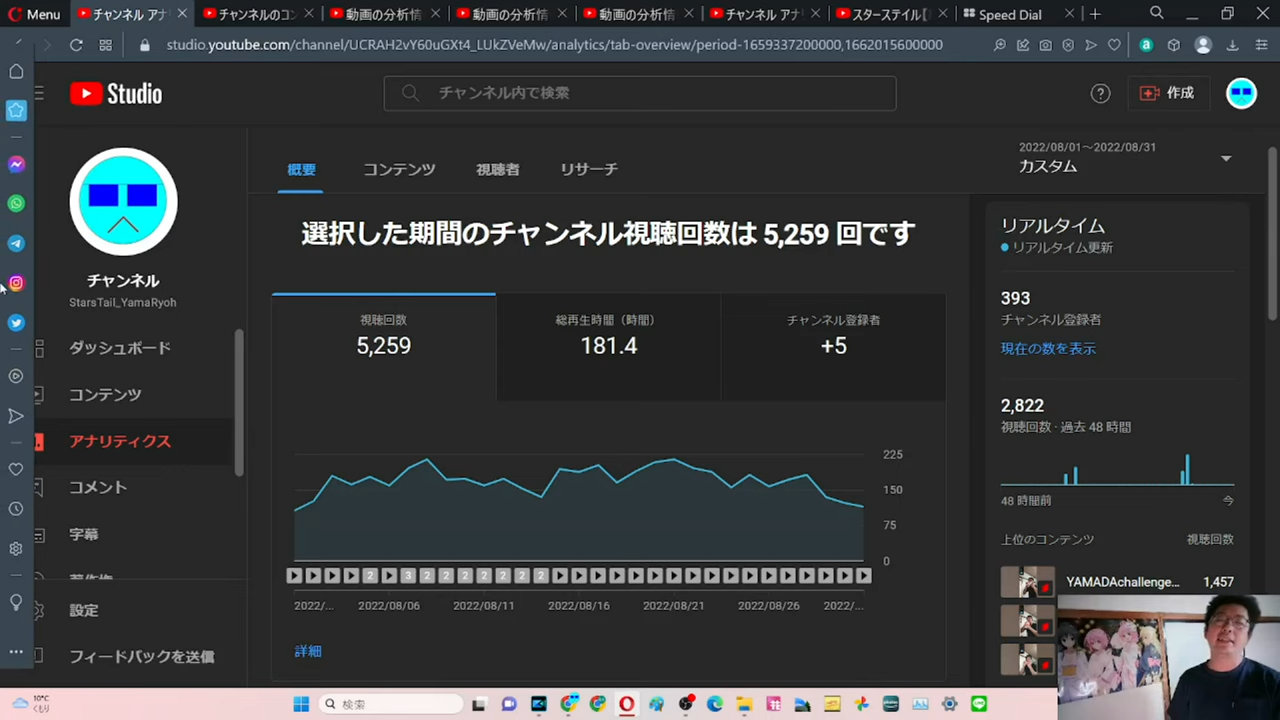 Menu
チャンネル アナ
チャンネルのコン
動画の分析情
動画の分析情
動画の分析情
チャンネル アナ
スターステイル【
Speed Dial
studio.youtube.com/channel/UCRAH2vY60uGXt4_LUkZVeMw/analytics/tab-overview/period-1659337200000,1662015600000
Studio
チャンネル内で検索
作成
チャンネル
StarsTail_YamaRyoh
ダッシュボード
コンテンツ
アナリティクス
コメント
字幕
設定
フィードバックを送信
概要
コンテンツ
視聴者
リサーチ
2022/08/01～2022/08/31
カスタム
選択した期間のチャンネル視聴回数は 5,259 回です
視聴回数
5,259
総再生時間（時間）
181.4
チャンネル登録者
+5
225
150
75
0
2 3 2 2 2 2 2 2 2
2022/...
2022/08/06
2022/08/11
2022/08/16
2022/08/21
2022/08/26
2022/...
詳細
リアルタイム
リアルタイム更新
393
チャンネル登録者
現在の数を表示
2,822
視聴回数 · 過去 48 時間
48 時間前
今
上位のコンテンツ
視聴回数
YAMADAchallenge...
1,457
10°C
くもり
検索